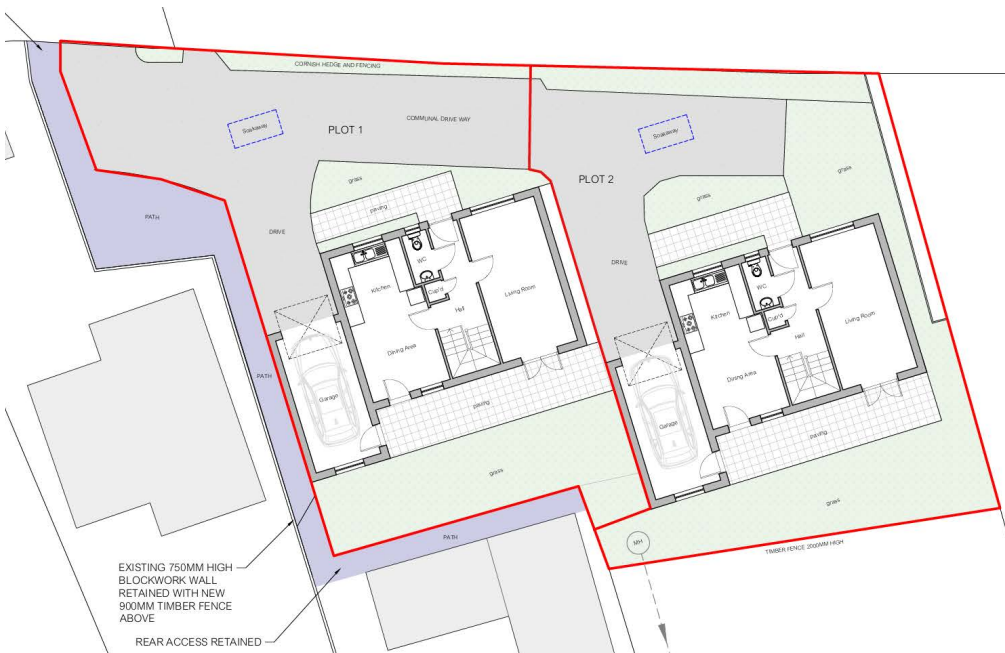 CORNISH HEDGE AND FENCING
Soakaway
PLOT 1
COMMUNAL DRIVE WAY
Soakaway
PLOT 2
grass
paving
grass
grass
PATH
DRIVE
DRIVE
WC
Kitchen
Cup'd
Living Room
Hall
Dining Area
WC
Kitchen
Cup'd
Living Room
Hall
Dining Area
PATH
Garage
paving
Garage
paving
grass
grass
PATH
MH
TIMBER FENCE 2000MM HIGH
EXISTING 750MM HIGH
BLOCKWORK WALL
RETAINED WITH NEW
900MM TIMBER FENCE
ABOVE
REAR ACCESS RETAINED